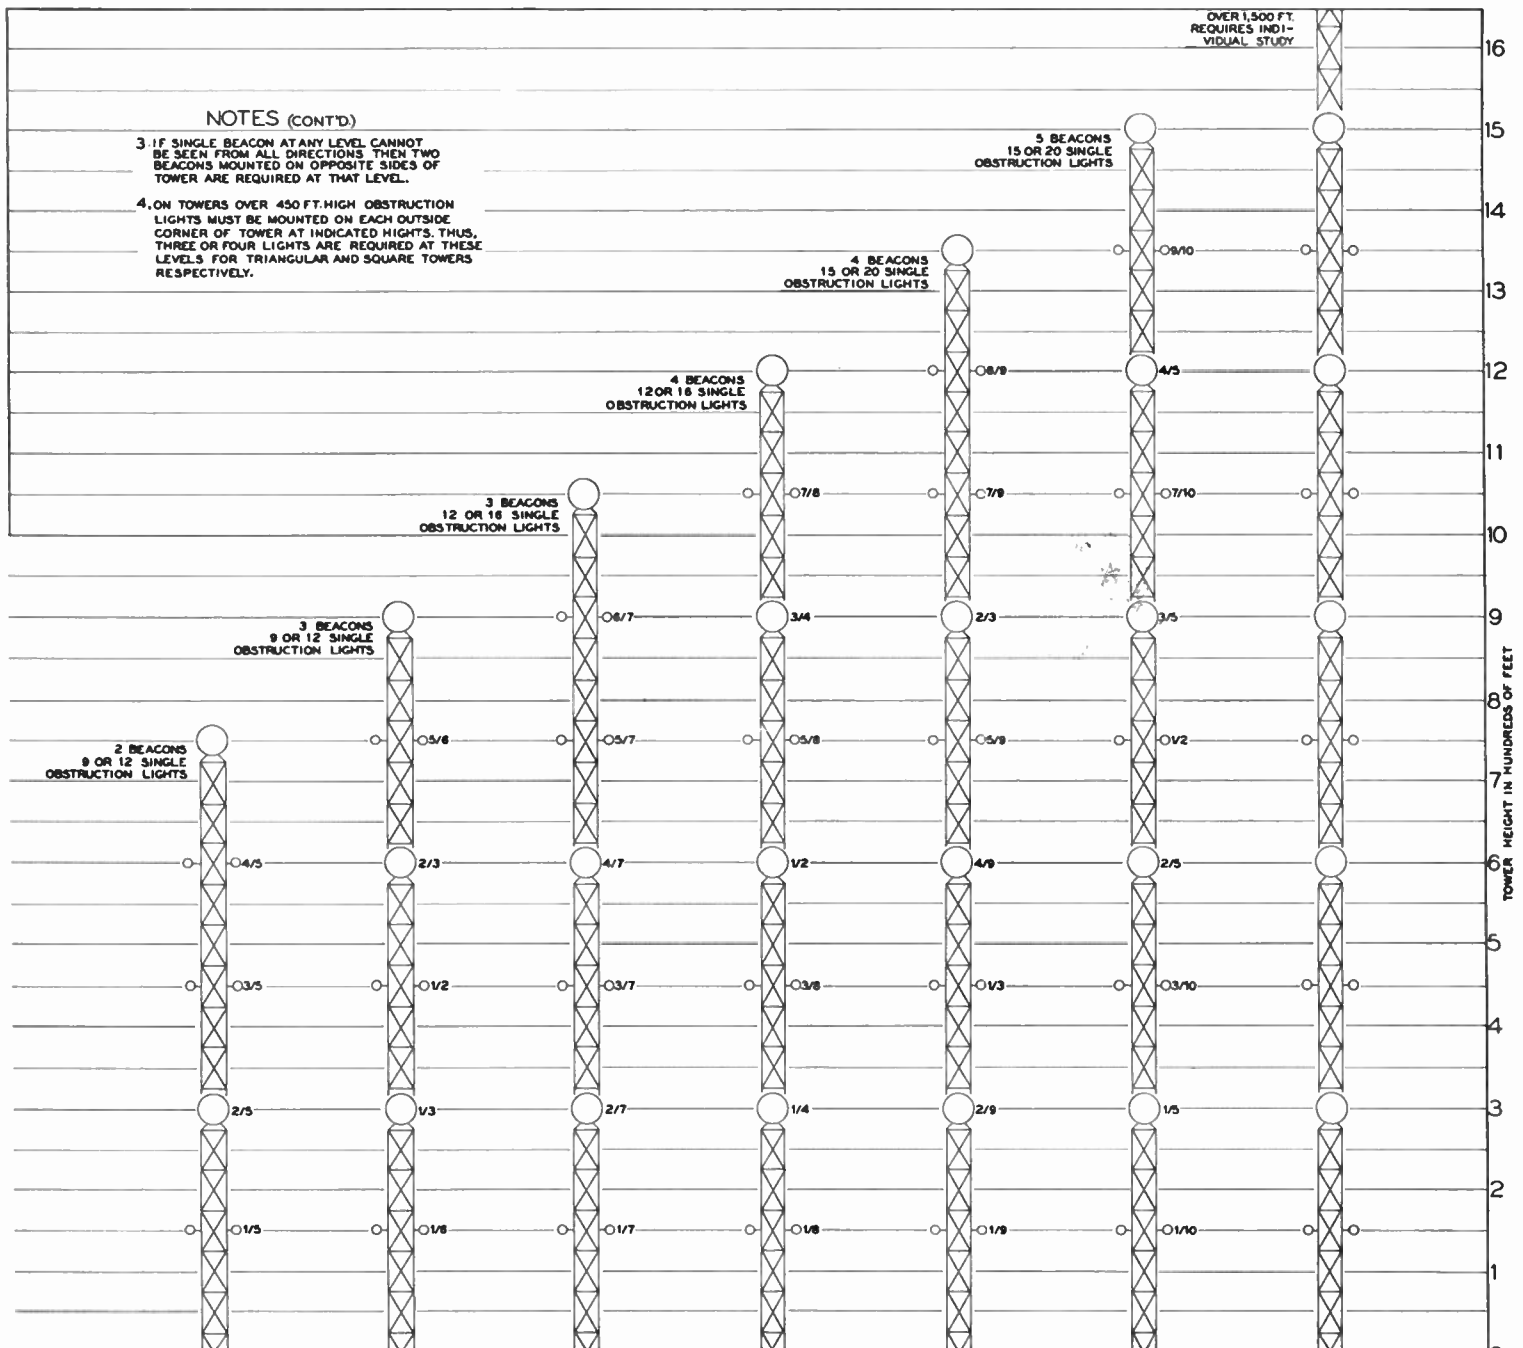 OVER 1,500 FT.
REQUIRES INDI-
VIDUAL STUDY
16
NOTES (CONT'D.)
3. IF SINGLE BEACON AT ANY LEVEL CANNOT
BE SEEN FROM ALL DIRECTIONS THEN TWO
BEACONS MOUNTED ON OPPOSITE SIDES OF
TOWER ARE REQUIRED AT THAT LEVEL.
4. ON TOWERS OVER 450 FT. HIGH OBSTRUCTION
LIGHTS MUST BE MOUNTED ON EACH OUTSIDE
CORNER OF TOWER AT INDICATED HIGHTS. THUS,
THREE OR FOUR LIGHTS ARE REQUIRED AT THESE
LEVELS FOR TRIANGULAR AND SQUARE TOWERS
RESPECTIVELY.
5 BEACONS
15 OR 20 SINGLE
OBSTRUCTION LIGHTS
15
14
9/10
4 BEACONS
15 OR 20 SINGLE
OBSTRUCTION LIGHTS
13
8/9 4/5 12
4 BEACONS
12 OR 16 SINGLE
OBSTRUCTION LIGHTS
11
7/8 7/9 7/10
3 BEACONS
12 OR 16 SINGLE
OBSTRUCTION LIGHTS
10
6/7 3/4 2/3 3/5 9
3 BEACONS
9 OR 12 SINGLE
OBSTRUCTION LIGHTS
8
5/6 5/7 5/8 5/9 1/2
2 BEACONS
9 OR 12 SINGLE
OBSTRUCTION LIGHTS
7
TOWER HEIGHT IN HUNDREDS OF FEET
4/5 2/3 4/7 1/2 4/9 2/5 6
5
3/5 1/2 3/7 3/8 1/3 3/10
4
2/5 1/3 2/7 1/4 2/9 1/5 3
2
1/5 1/6 1/7 1/8 1/9 1/10
1